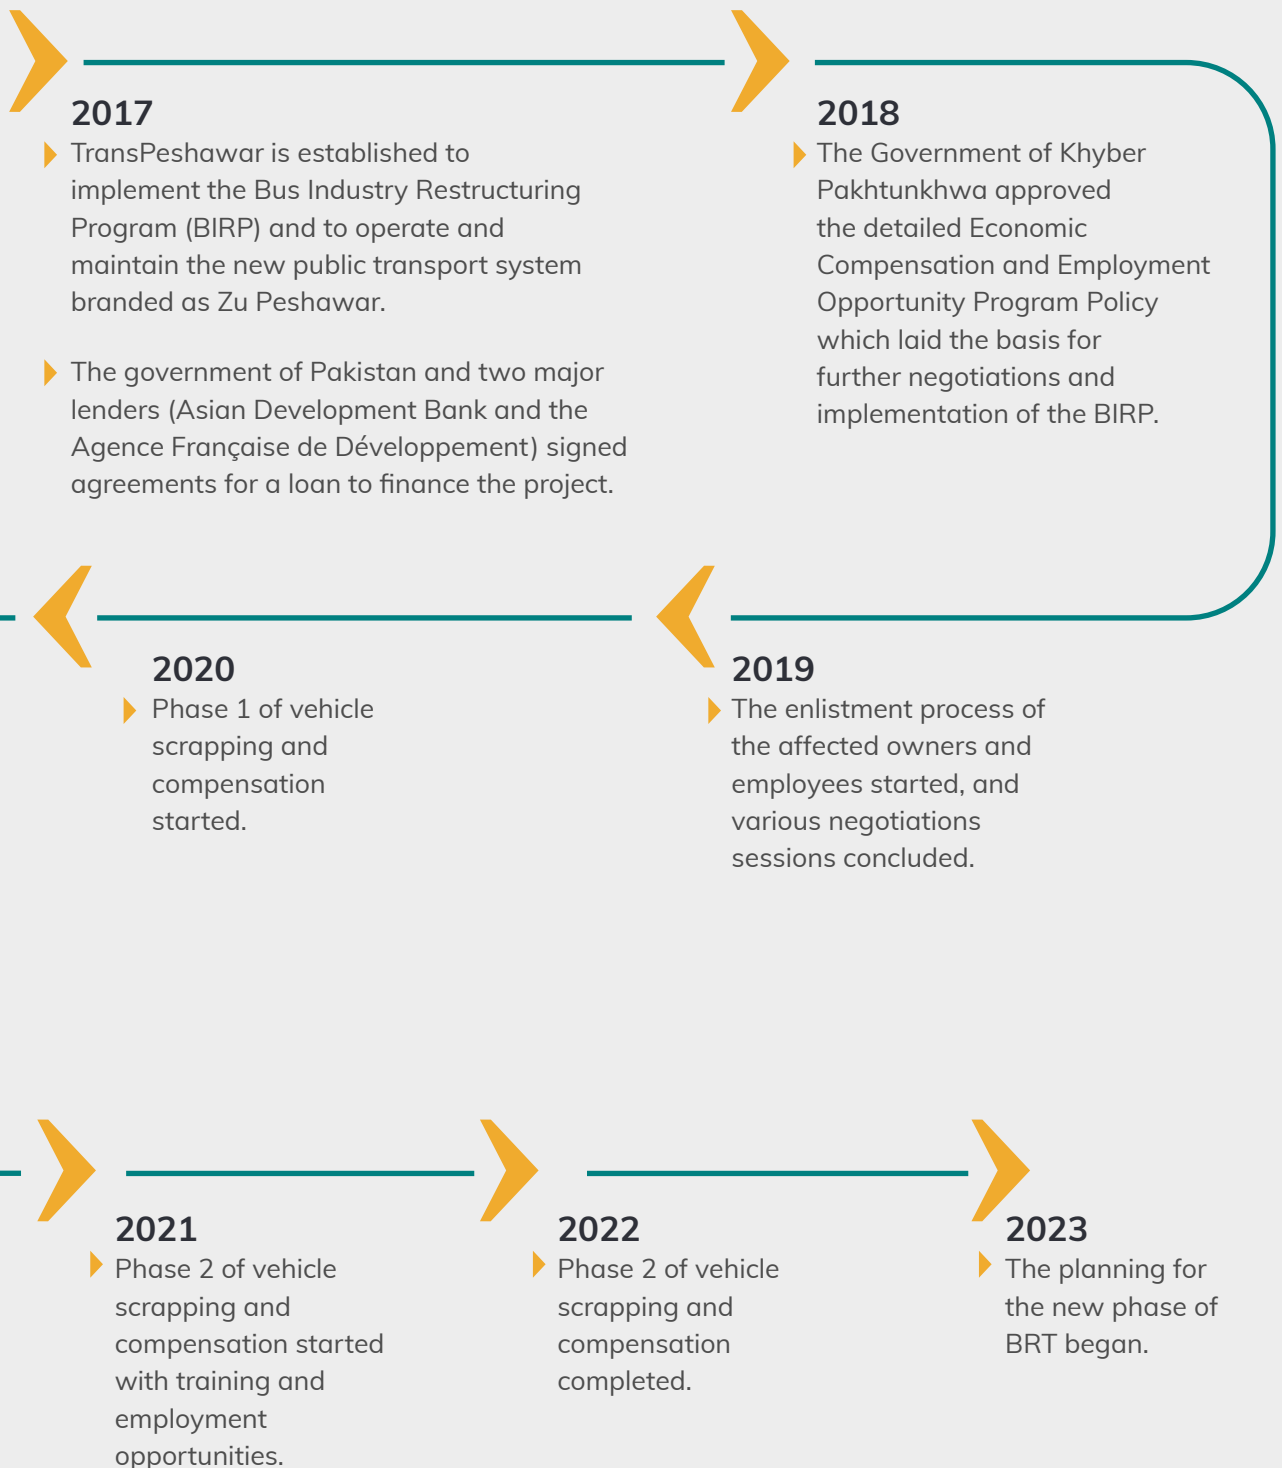 2017
TransPeshawar is established to
implement the Bus Industry Restructuring
Program (BIRP) and to operate and
maintain the new public transport system
branded as Zu Peshawar.
The government of Pakistan and two major
lenders (Asian Development Bank and the
Agence Française de Développement) signed
agreements for a loan to finance the project.
2018
The Government of Khyber
Pakhtunkhwa approved
the detailed Economic
Compensation and Employment
Opportunity Program Policy
which laid the basis for
further negotiations and
implementation of the BIRP.
2019
The enlistment process of
the affected owners and
employees started, and
various negotiations
sessions concluded.
2020
Phase 1 of vehicle
scrapping and
compensation
started.
2021
Phase 2 of vehicle
scrapping and
compensation started
with training and
employment
opportunities.
2022
Phase 2 of vehicle
scrapping and
compensation
completed.
2023
The planning for
the new phase of
BRT began.